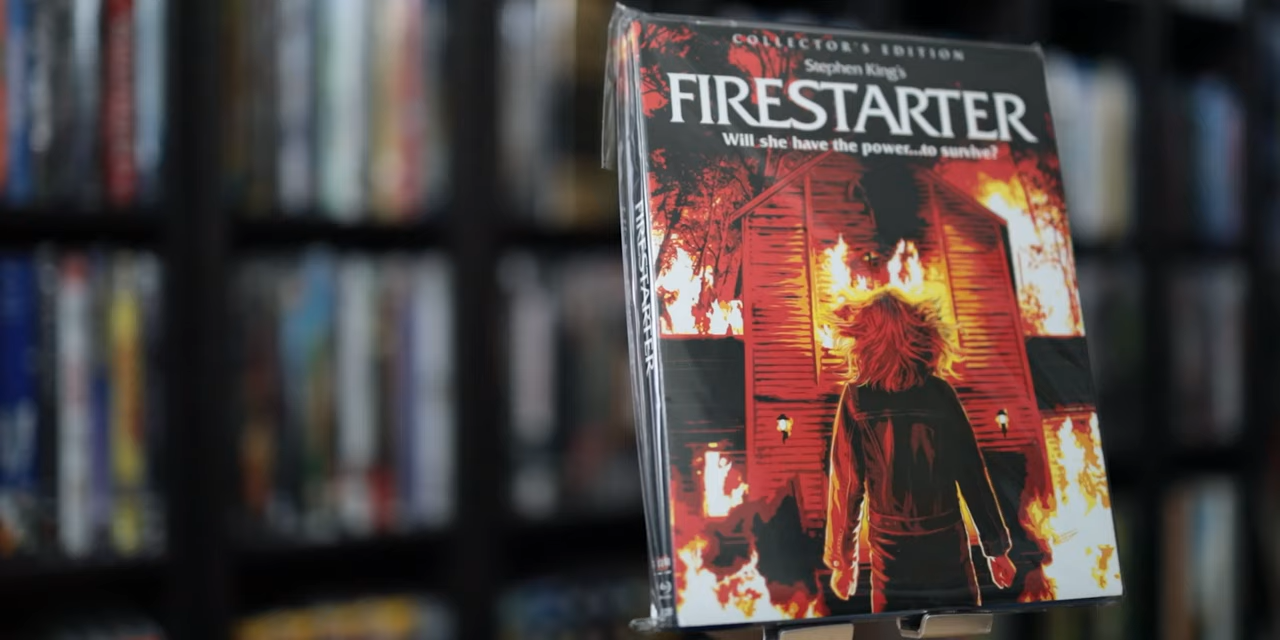 COLLECTOR'S EDITION
Stephen King's
FIRESTARTER
Will she have the power...to survive?
FIRESTARTER